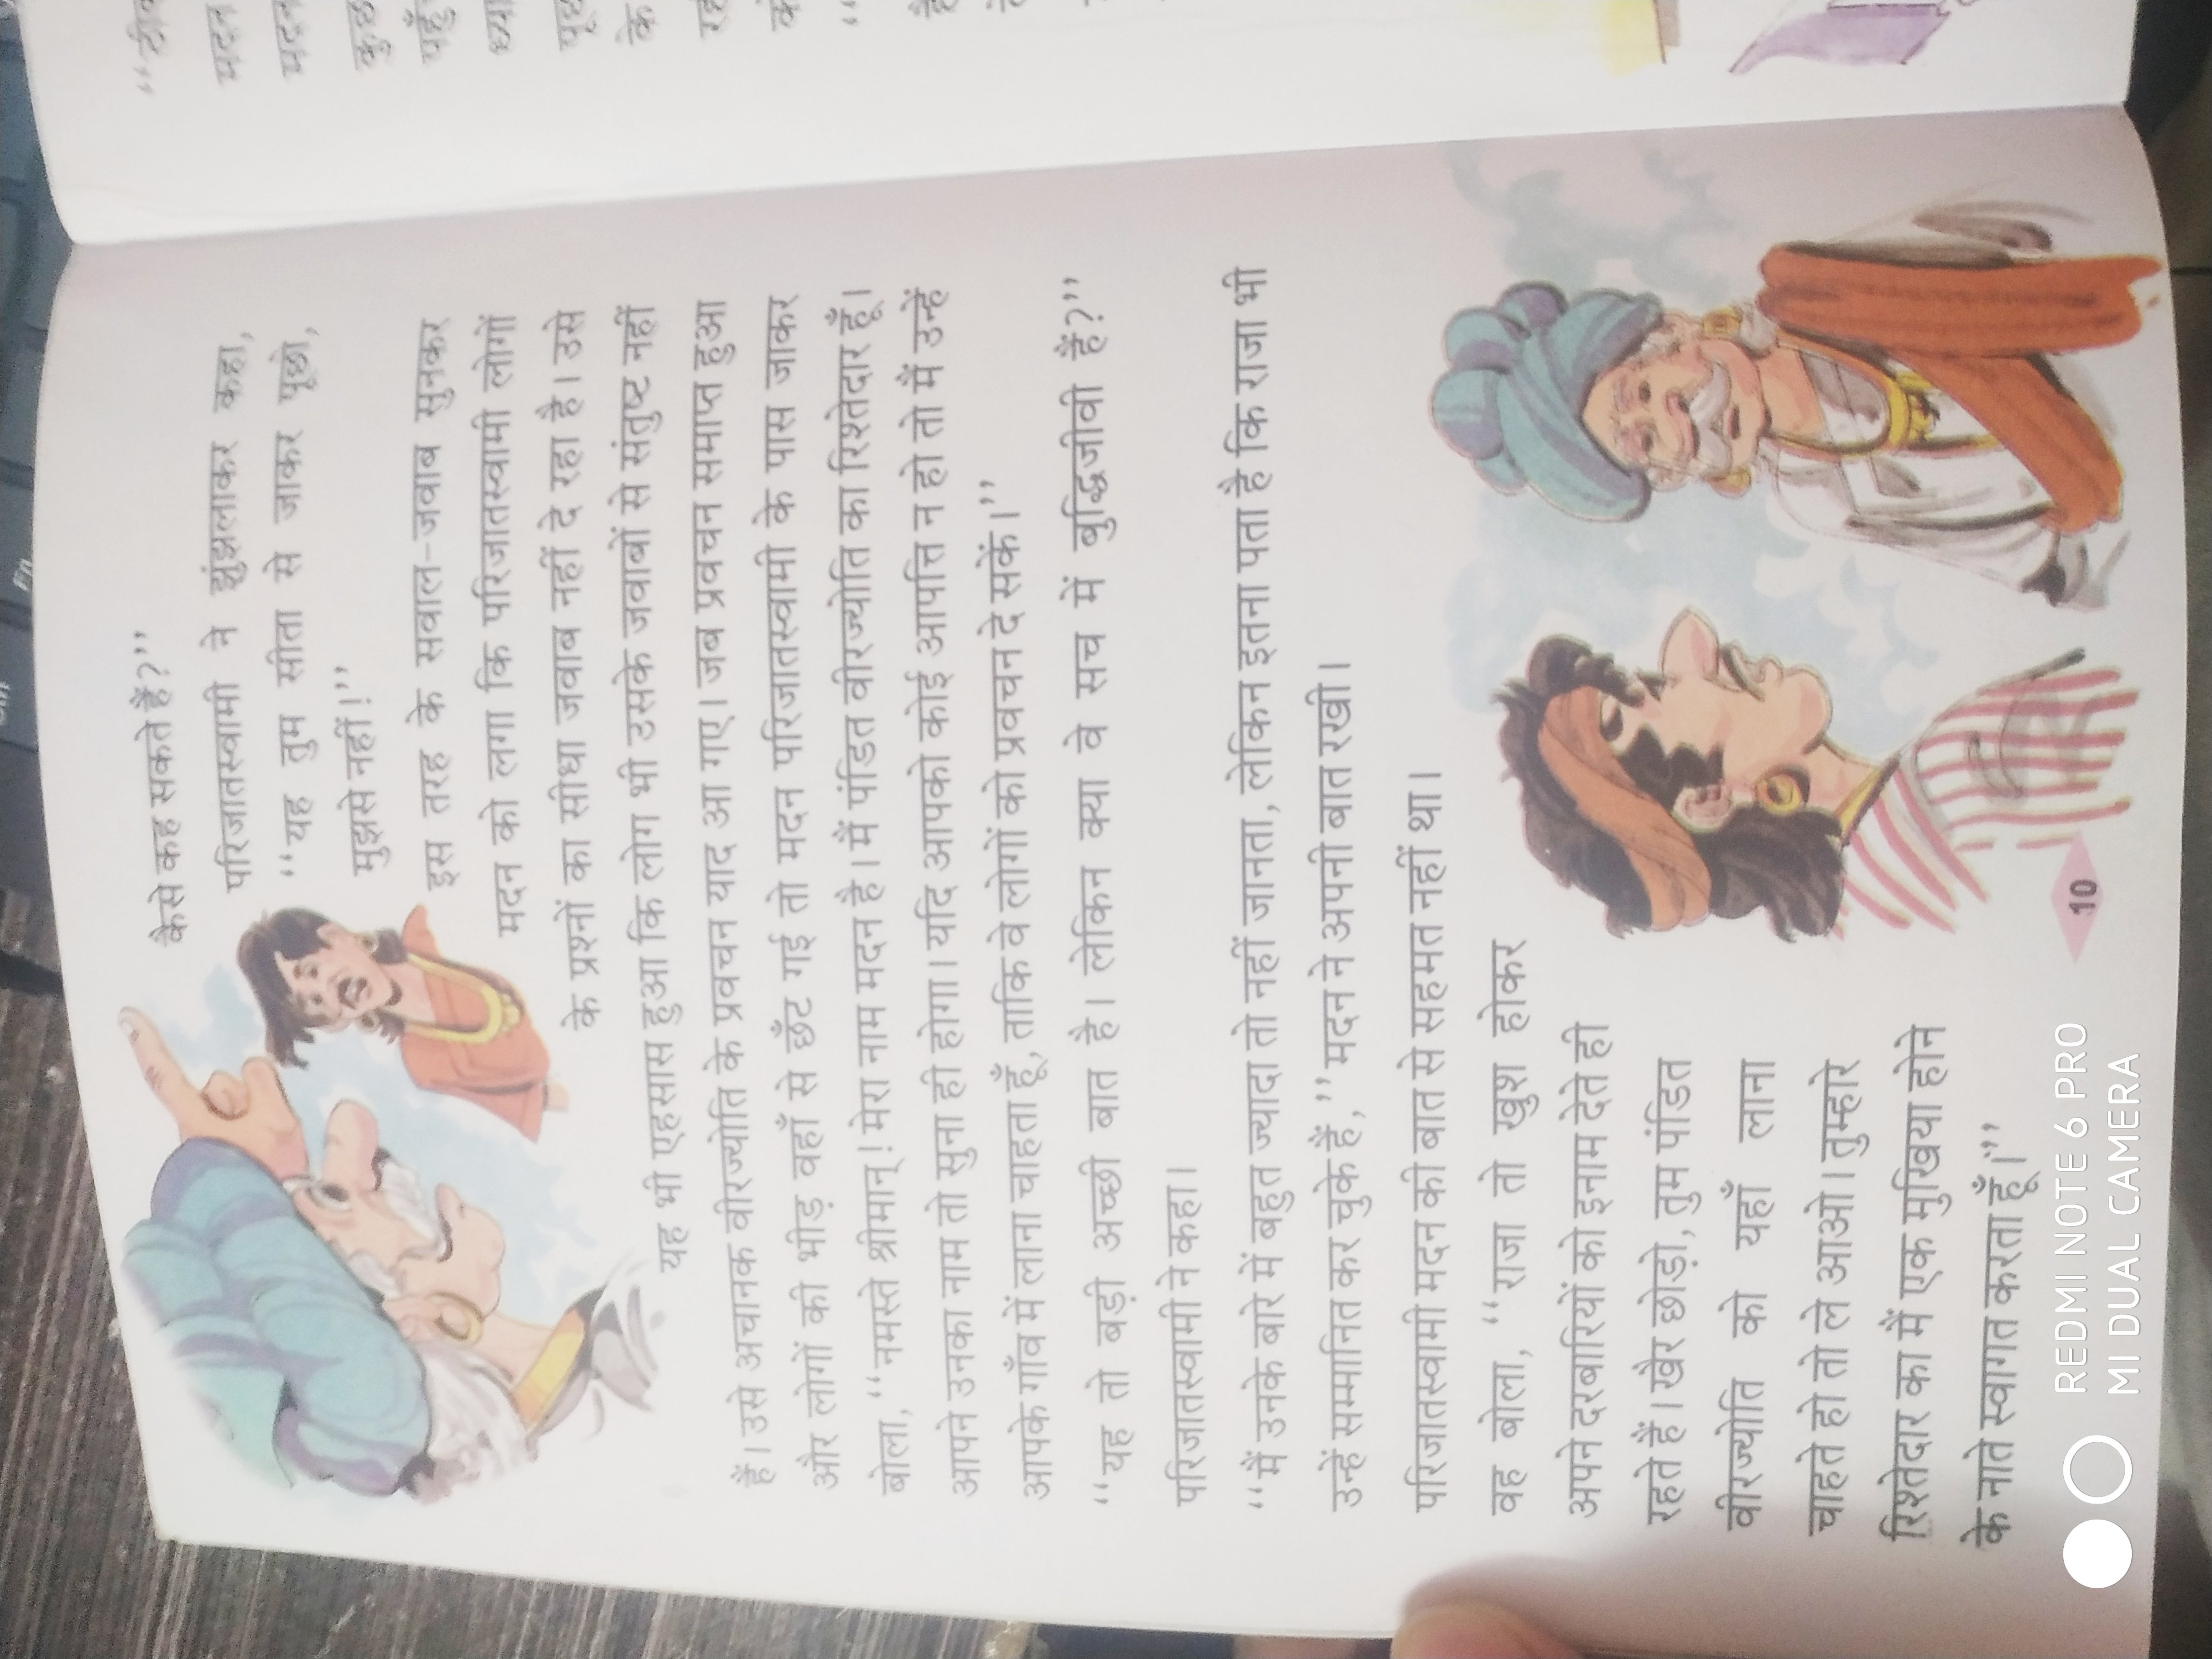 कैसे कह सकते हैं?’’
परिजातस्वामी ने झुंझलाकर कहा,
‘‘यह तुम सीता से जाकर पूछो,
मुझसे नहीं!’’
इस तरह के सवाल-जवाब सुनकर
मदन को लगा कि परिजातस्वामी लोगों
के प्रश्नों का सीधा जवाब नहीं दे रहा है। उसे
यह भी एहसास हुआ कि लोग भी उसके जवाबों से संतुष्ट नहीं
हैं। उसे अचानक वीरज्योति के प्रवचन याद आ गए। जब प्रवचन समाप्त हुआ
और लोगों की भीड़ वहाँ से छँट गई तो मदन परिजातस्वामी के पास जाकर
बोला, ‘‘नमस्ते श्रीमान्! मेरा नाम मदन है। मैं पंडित वीरज्योति का रिश्तेदार हूँ।
आपने उनका नाम तो सुना ही होगा। यदि आपको कोई आपत्ति न हो तो मैं उन्हें
आपके गाँव में लाना चाहता हूँ, ताकि वे लोगों को प्रवचन दे सकें।’’
‘‘यह तो बड़ी अच्छी बात है। लेकिन क्या वे सच में बुद्धिजीवी हैं?’’
परिजातस्वामी ने कहा।
‘‘मैं उनके बारे में बहुत ज्यादा तो नहीं जानता, लेकिन इतना पता है कि राजा भी
उन्हें सम्मानित कर चुके हैं,’’ मदन ने अपनी बात रखी।
परिजातस्वामी मदन की बात से सहमत नहीं था।
वह बोला, ‘‘राजा तो खुश होकर
अपने दरबारियों को इनाम देते ही
रहते हैं। खैर छोड़ो, तुम पंडित
वीरज्योति को यहाँ लाना
चाहते हो तो ले आओ। तुम्हारे
रिश्तेदार का मैं एक मुखिया होने
के नाते स्वागत करता हूँ।’’
10
REDMI NOTE 6 PRO
MI DUAL CAMERA
मदन
के
Fn